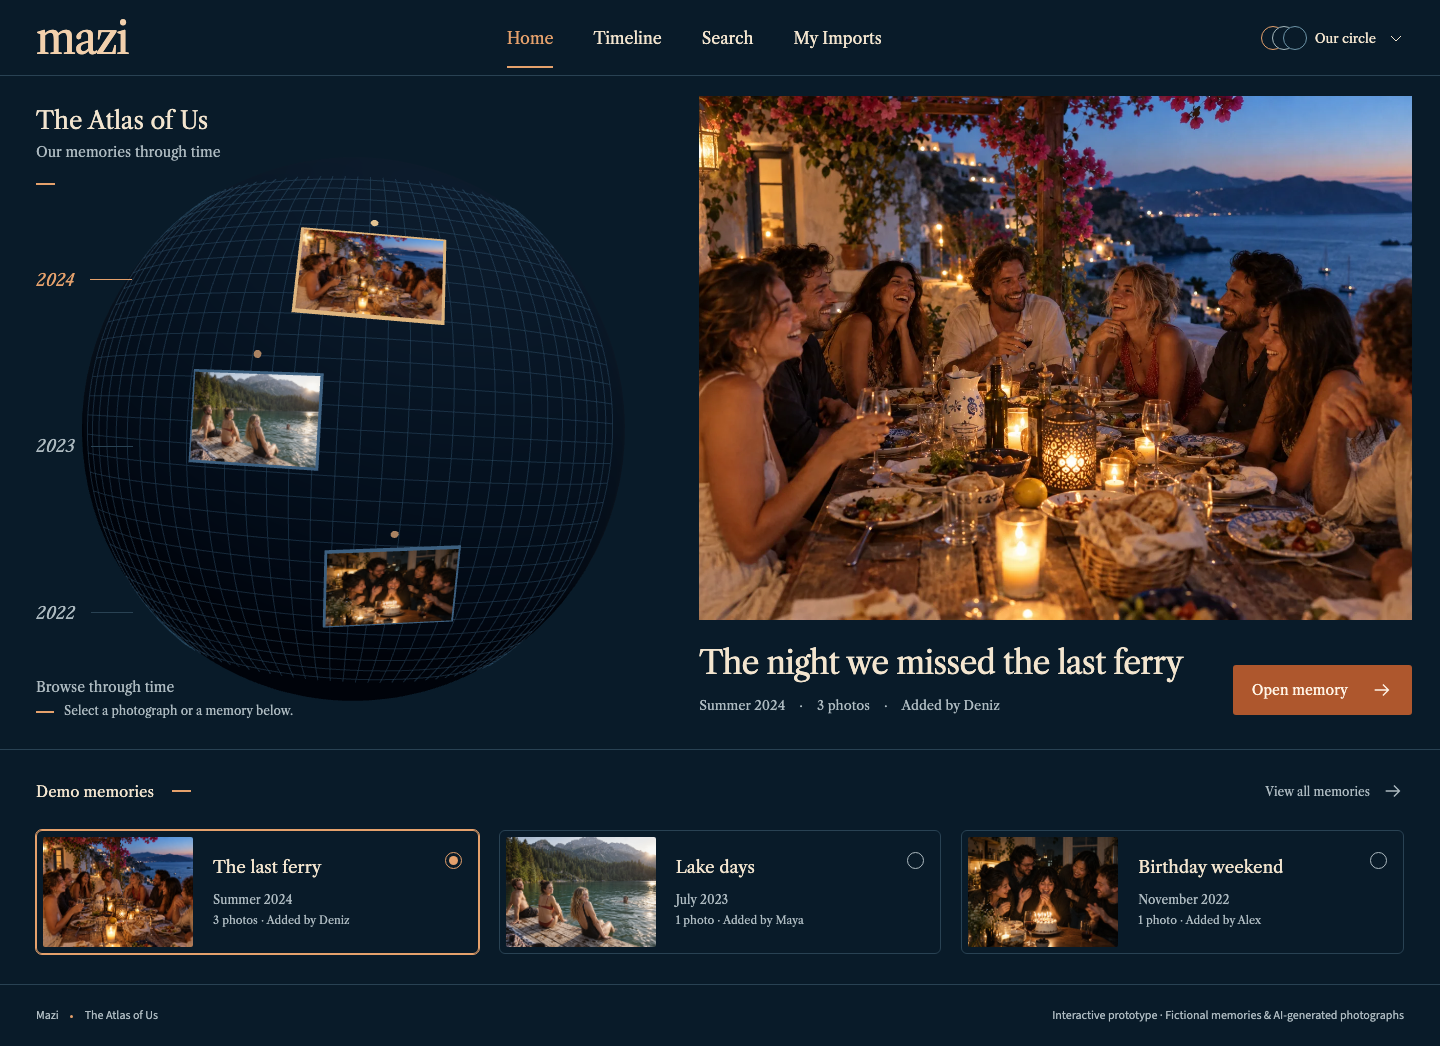 mazi
Home
Timeline
Search
My Imports
Our circle
The Atlas of Us
Our memories through time
2024
2023
2022
Browse through time
Select a photograph or a memory below.
The night we missed the last ferry
Summer 2024 · 3 photos · Added by Deniz
Open memory
Demo memories
View all memories
The last ferry
Summer 2024
3 photos · Added by Deniz
Lake days
July 2023
1 photo · Added by Maya
Birthday weekend
November 2022
1 photo · Added by Alex
Mazi • The Atlas of Us
Interactive prototype · Fictional memories & AI-generated photographs